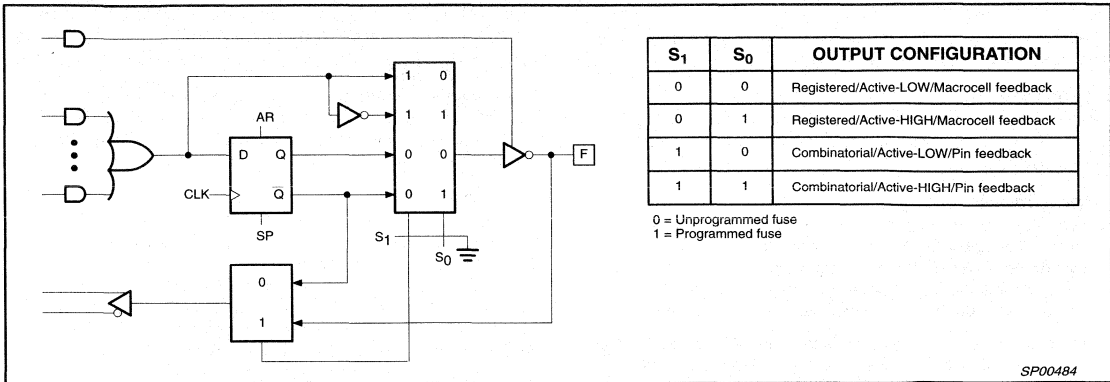 AR
D Q
CLK Q
SP
1 0
1 1
0 0
0 1
S1
S0
F
0
1
S1 S0 OUTPUT CONFIGURATION
0 0 Registered/Active-LOW/Macrocell feedback
0 1 Registered/Active-HIGH/Macrocell feedback
1 0 Combinatorial/Active-LOW/Pin feedback
1 1 Combinatorial/Active-HIGH/Pin feedback
0 = Unprogrammed fuse
1 = Programmed fuse
SP00484